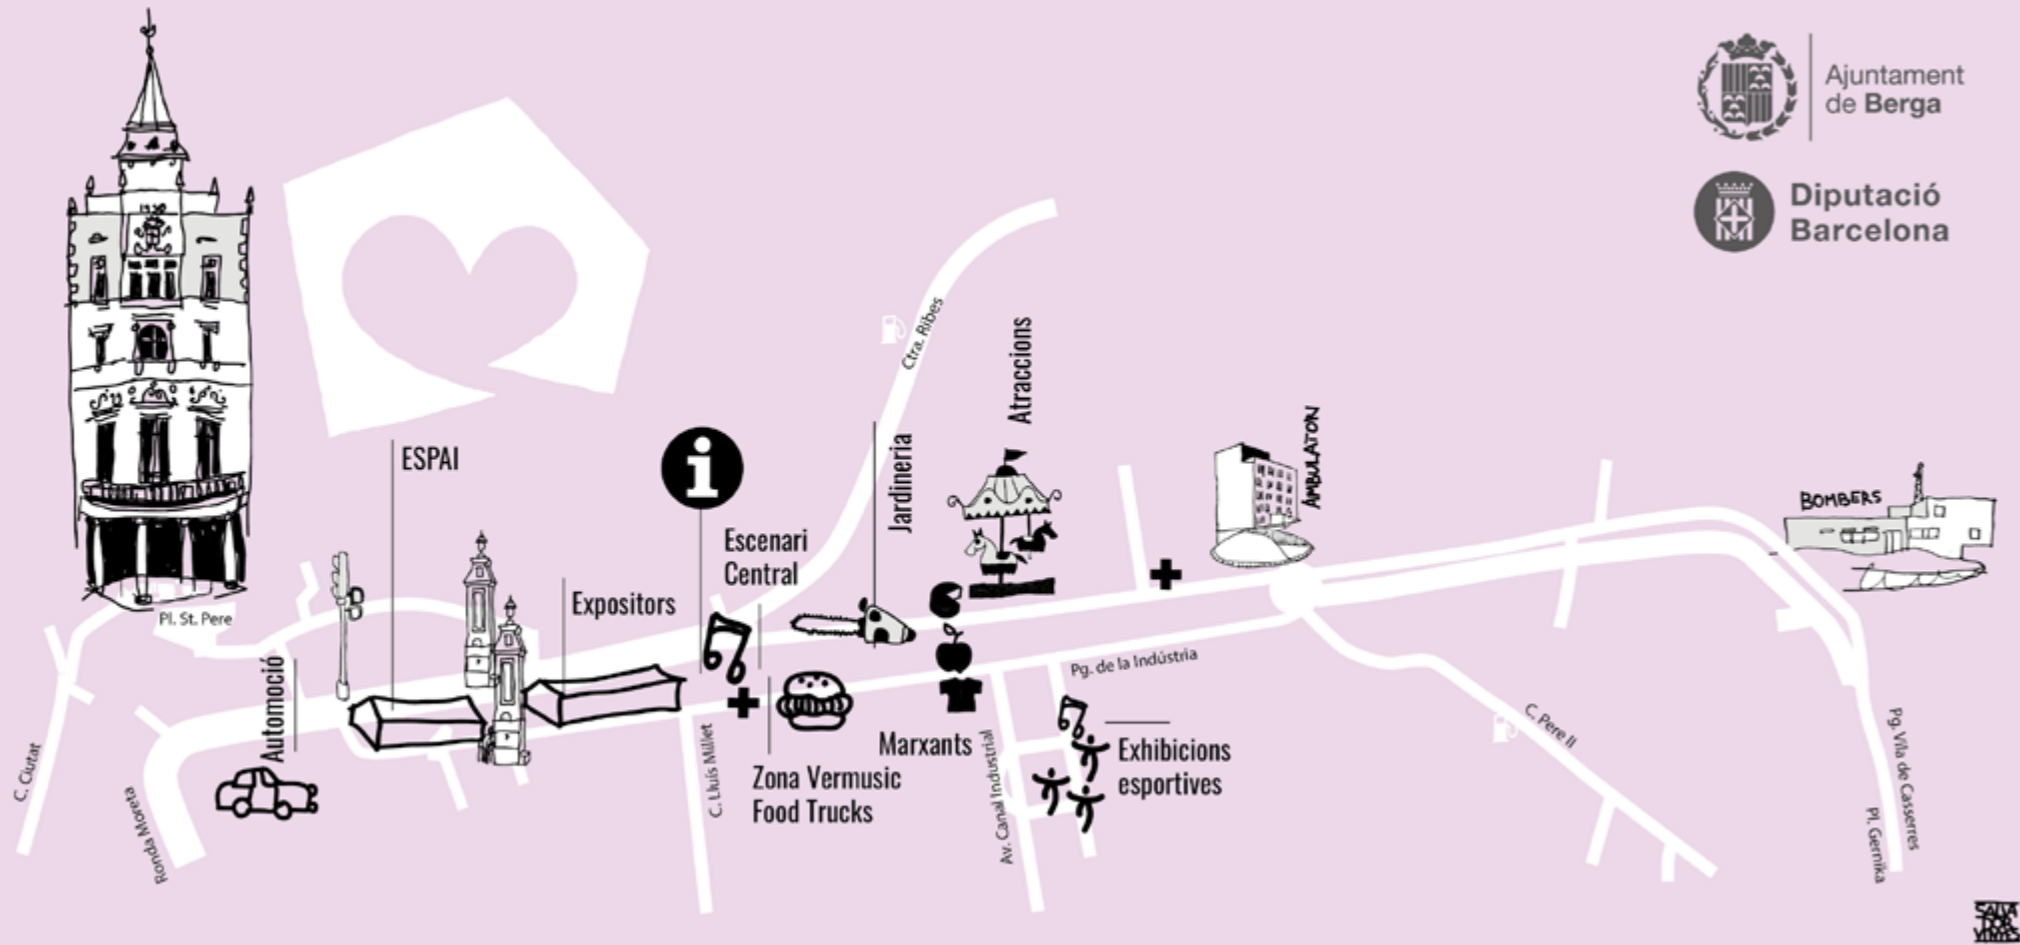 Ajuntament
de Berga
Diputació
Barcelona
1930
Ctra. Ribes
Atraccions
Jardineria
AMBULATORI
BOMBERS
ESPAI
Escenari
Central
Expositors
Pl. St. Pere
Automoció
Pg. de la Indústria
C. Ciutat
Ronda Moreta
C. Lluís Millet
Zona Vermusic
Food Trucks
Marxants
Av. Canal Industrial
Exhibicions
esportives
C. Pere II
Pg. Vila de Casserres
Pl. Gernika